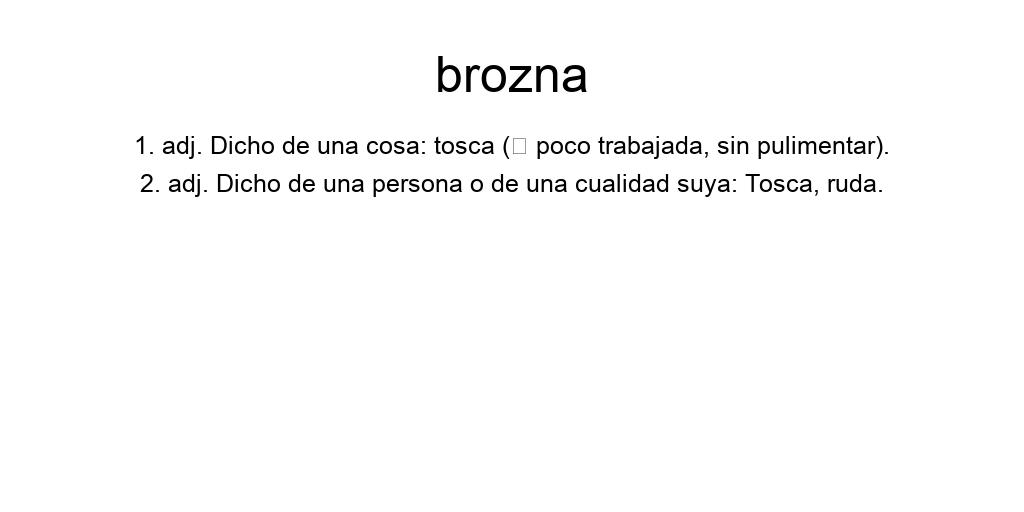 brozna
1. adj. Dicho de una cosa: tosca (▯ poco trabajada, sin pulimentar).
2. adj. Dicho de una persona o de una cualidad suya: Tosca, ruda.